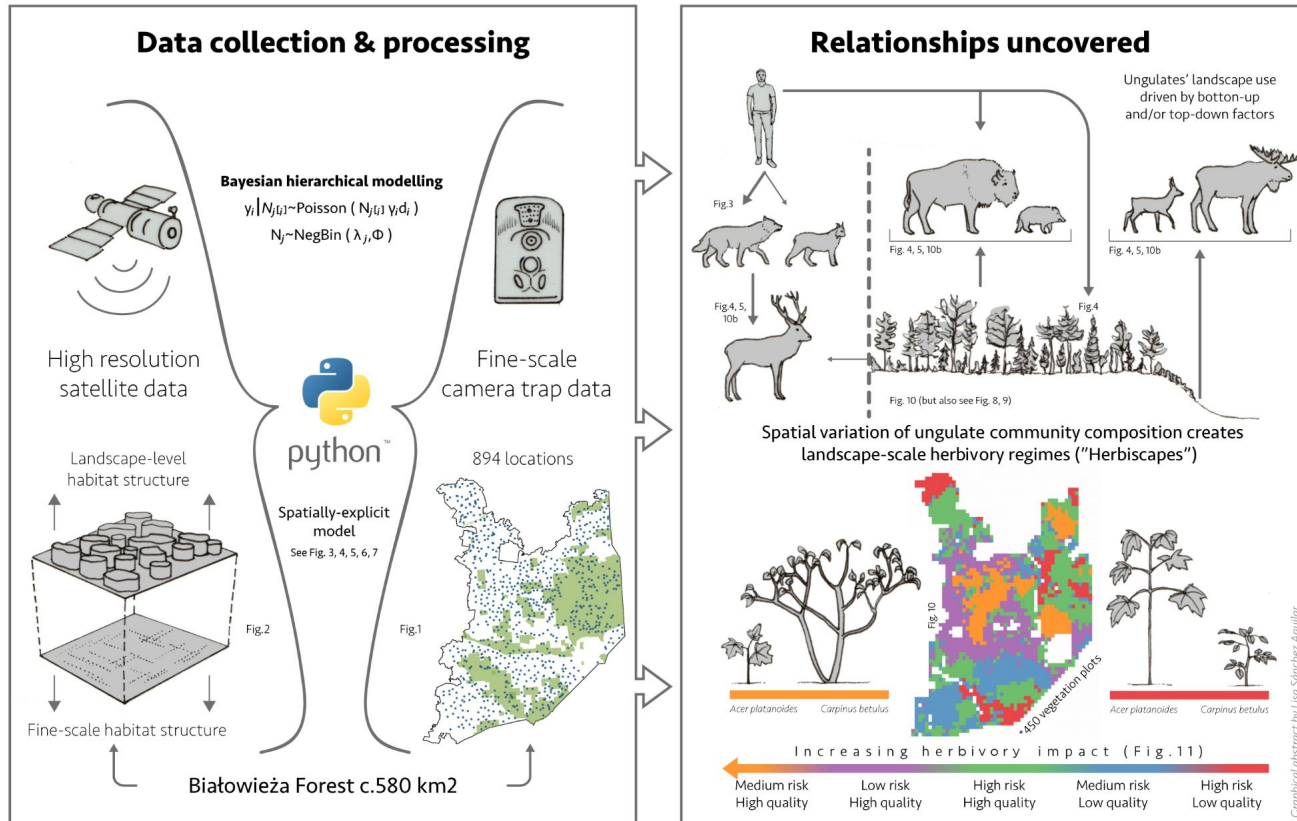 Data collection & processing
Bayesian hierarchical modelling
yᵢ|Nⱼ[ᵢ]~Poisson ( Nⱼ[ᵢ] γᵢdᵢ )
Nⱼ~NegBin ( λⱼ,Φ )
High resolution
satellite data
Fine-scale
camera trap data
python™
Landscape-level
habitat structure
894 locations
Spatially-explicit
model
See Fig. 3, 4, 5, 6, 7
Fig.2
Fig.1
Fine-scale habitat structure
Białowieża Forest c.580 km2
Relationships uncovered
Ungulates' landscape use
driven by botton-up
and/or top-down factors
Fig.3
Fig. 4, 5, 10b
Fig. 4, 5, 10b
Fig.4, 5,
10b
Fig.4
Fig. 10 (but also see Fig. 8, 9)
Spatial variation of ungulate community composition creates
landscape-scale herbivory regimes ("Herbiscapes")
Fig. 10
*450 vegetation plots
Acer platanoides
Carpinus betulus
Acer platanoides
Carpinus betulus
Increasing herbivory impact (Fig.11)
Medium risk
High quality
Low risk
High quality
High risk
High quality
Medium risk
Low quality
High risk
Low quality
Graphical abstract by Lisa Sánchez Aguilar